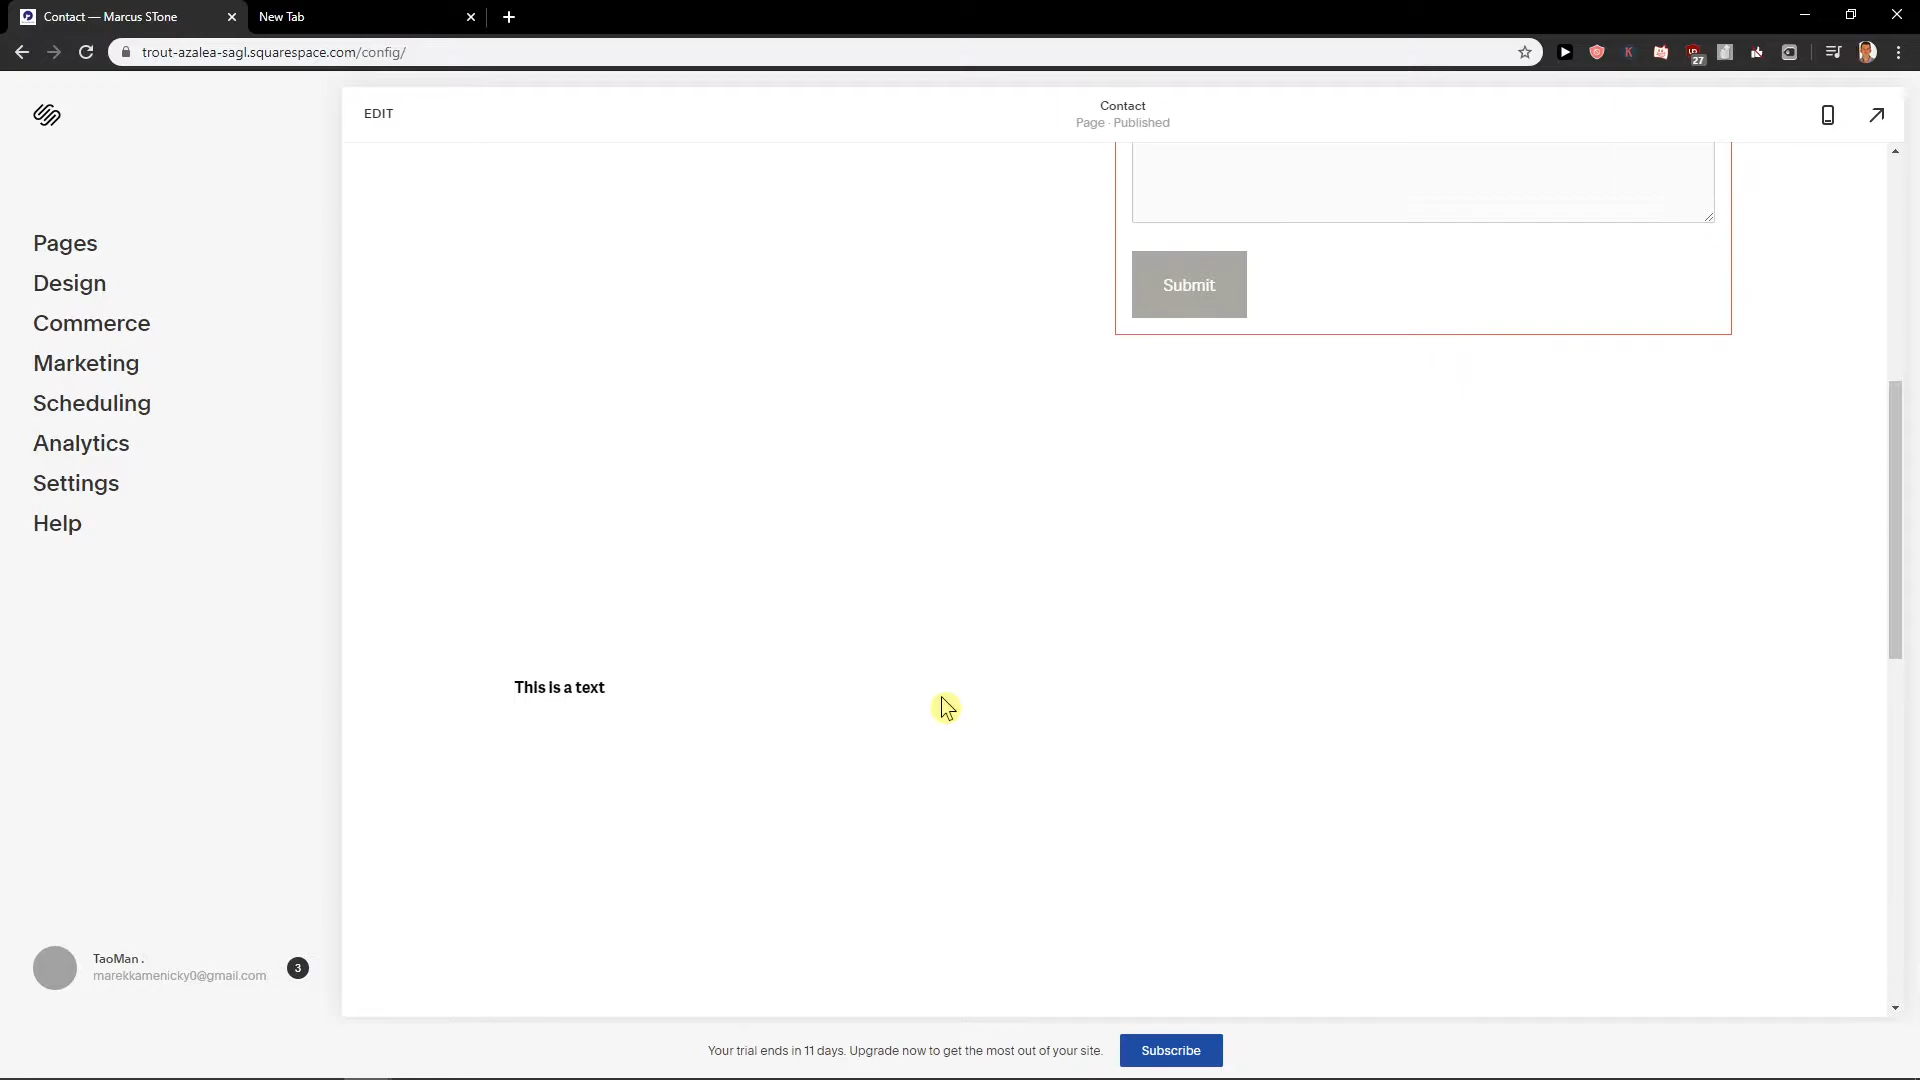 Contact — Marcus STone
New Tab
trout-azalea-sagl.squarespace.com/config/
27
EDIT
Contact
Page · Published
Pages
Design
Commerce
Marketing
Scheduling
Analytics
Settings
Help
Submit
This is a text
TaoMan .
marekkamenicky0@gmail.com
3
Your trial ends in 11 days. Upgrade now to get the most out of your site.
Subscribe